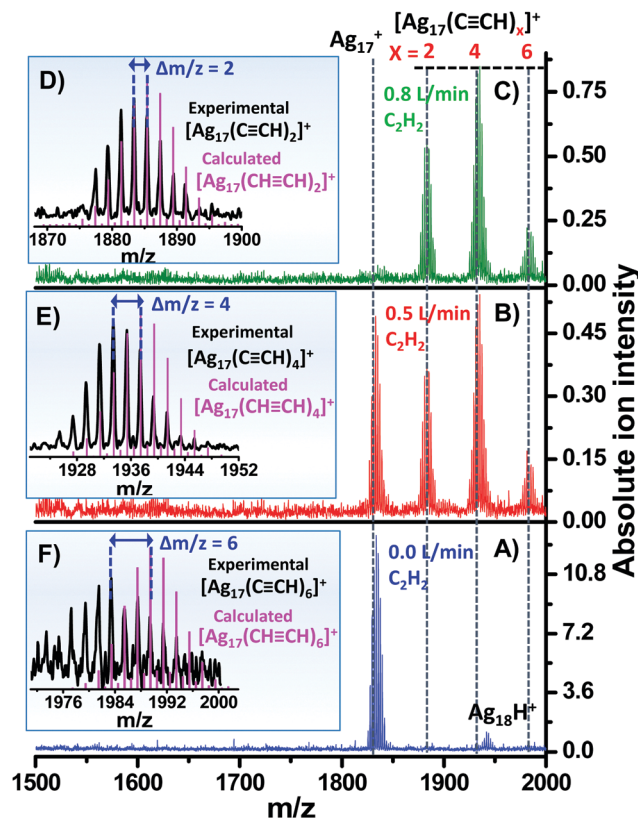 [Ag17(C≡CH)x]+
Ag17+
X = 2 4 6
D)
Δm/z = 2
Experimental
[Ag17(C≡CH)2]+
Calculated
[Ag17(CH≡CH)2]+
1870 1880 1890 1900
m/z
0.8 L/min
C2H2
C)
0.75
0.50
0.25
0.00
E)
Δm/z = 4
Experimental
[Ag17(C≡CH)4]+
Calculated
[Ag17(CH≡CH)4]+
1928 1936 1944 1952
m/z
0.5 L/min
C2H2
B)
0.45
0.30
0.15
0.00
F)
Δm/z = 6
Experimental
[Ag17(C≡CH)6]+
Calculated
[Ag17(CH≡CH)6]+
1976 1984 1992 2000
m/z
0.0 L/min
C2H2
A)
Ag18H+
10.8
7.2
3.6
0.0
Absolute ion intensity
1500 1600 1700 1800 1900 2000
m/z